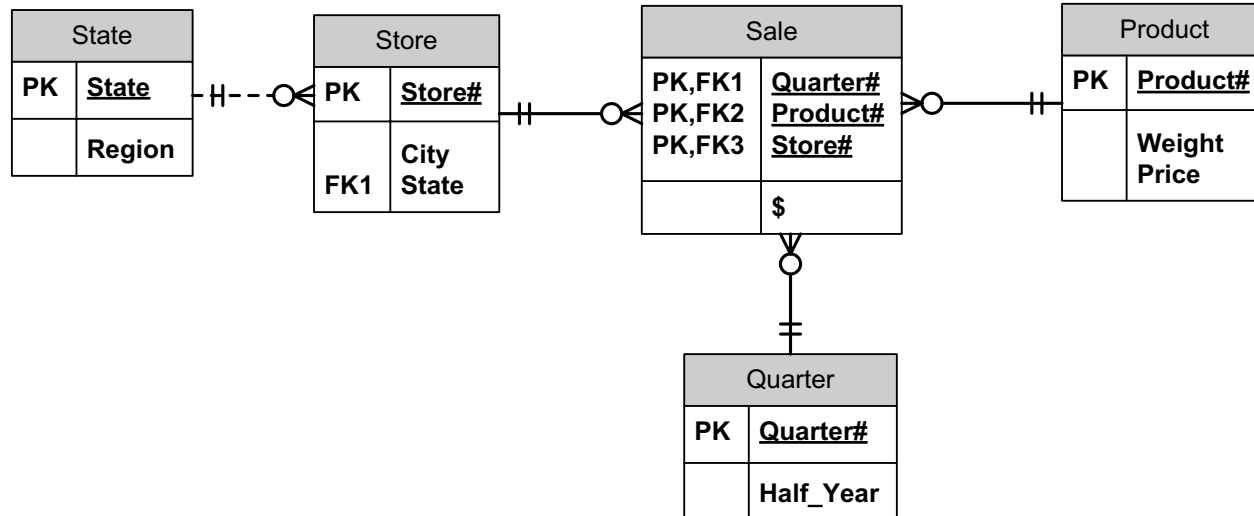 State
PK State
Region
Store
PK Store#
City
FK1 State
Sale
PK,FK1 Quarter#
PK,FK2 Product#
PK,FK3 Store#
$
Product
PK Product#
Weight
Price
Quarter
PK Quarter#
Half_Year